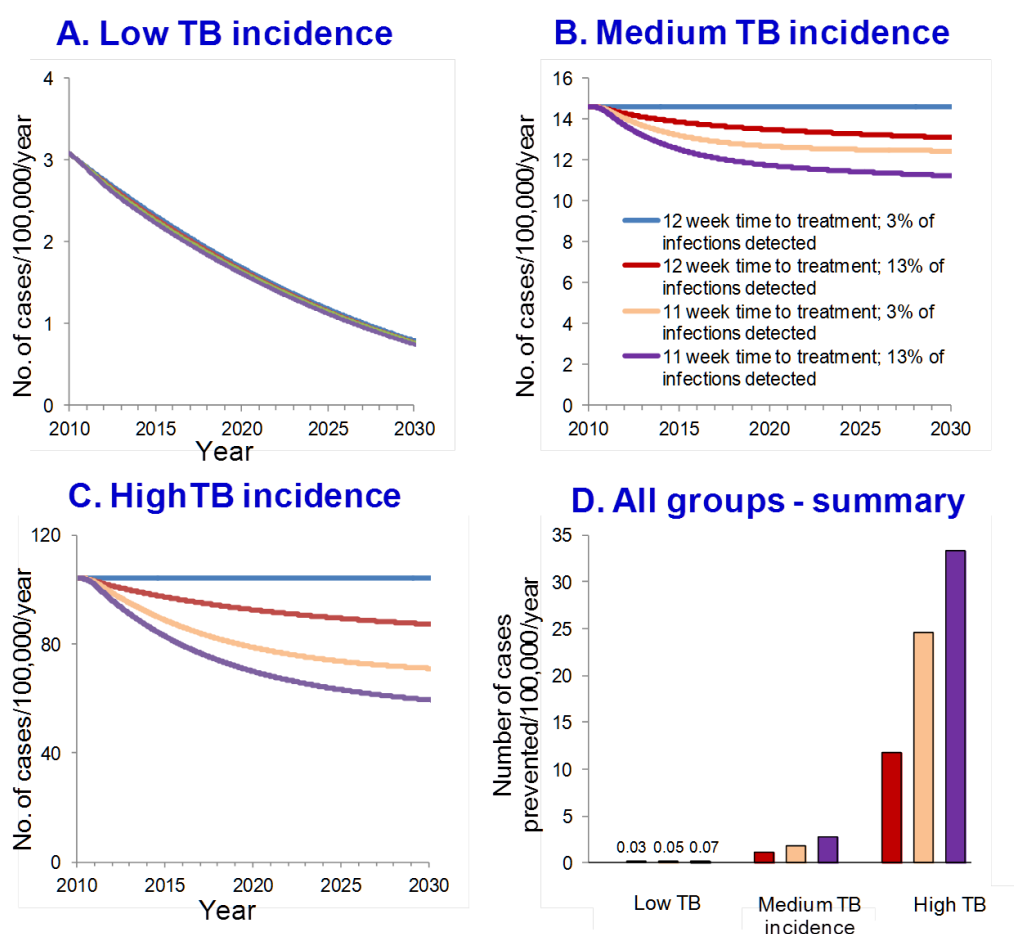 A. Low TB incidence
No. of cases/100,000/year
4
3
2
1
0
2010 2015 2020 2025 2030
Year
B. Medium TB incidence
No. of cases/100,000/year
16
14
12
10
8
6
4
2
0
12 week time to treatment; 3% of
infections detected
12 week time to treatment; 13% of
infections detected
11 week time to treatment; 3% of
infections detected
11 week time to treatment; 13% of
infections detected
2010 2015 2020 2025 2030
C. High TB incidence
No. of cases/100,000/year
120
80
40
0
2010 2015 2020 2025 2030
Year
D. All groups - summary
Number of cases
prevented/100,000/year
35
30
25
20
15
10
5
0
0.03 0.05 0.07
Low TB
Medium TB
incidence
High TB